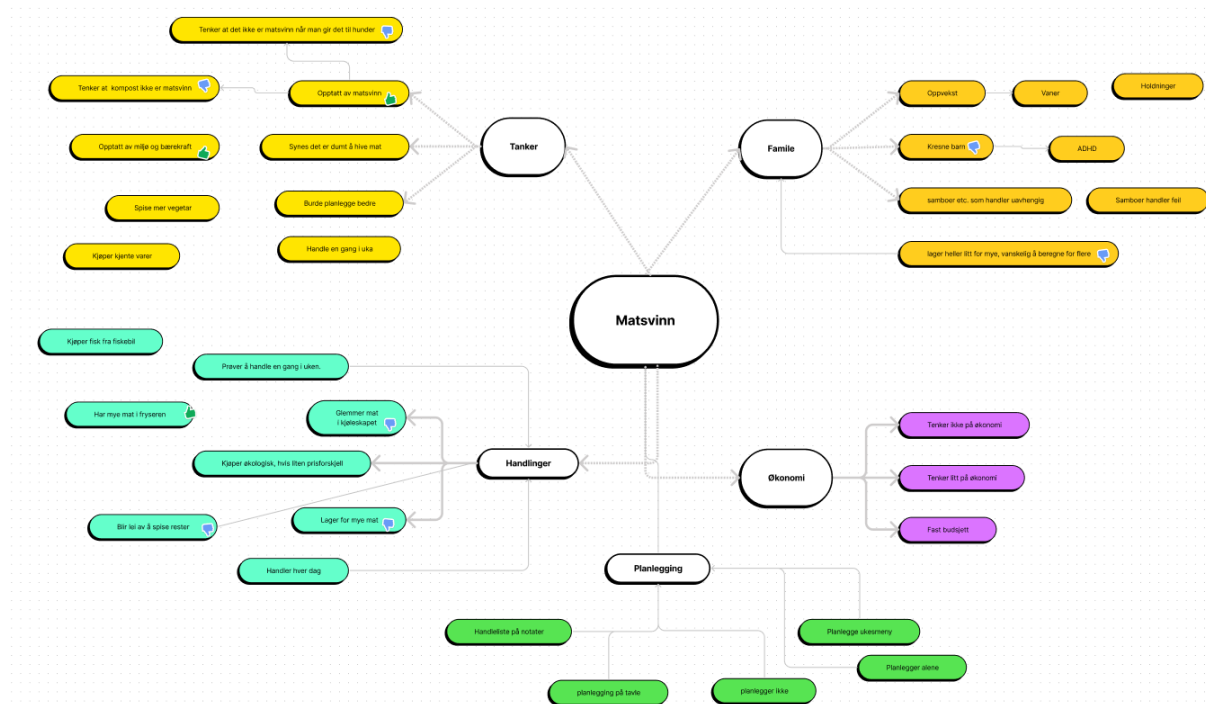 Tenker at det ikke er matsvinn når man gir det til hunder
Tenker at kompost ikke er matsvinn
Opptatt av matsvinn
Opptatt av miljø og bærekraft
Synes det er dumt å hive mat
Tanker
Spise mer vegetar
Burde planlegge bedre
Kjøper kjente varer
Handle en gang i uka
Oppvekst
Vaner
Holdninger
Famile
Kresne barn
ADHD
samboer etc. som handler uavhengig
Samboer handler feil
lager heller litt for mye, vanskelig å beregne for flere
Matsvinn
Kjøper fisk fra fiskebil
Prøver å handle en gang i uken.
Har mye mat i fryseren
Glemmer mat
i kjøleskapet
Kjøper økologisk, hvis liten prisforskjell
Handlinger
Blir lei av å spise rester
Lager for mye mat
Handler hver dag
Tenker ikke på økonomi
Økonomi
Tenker litt på økonomi
Fast budsjett
Planlegging
Handleliste på notater
Planlegge ukesmeny
Planlegger alene
planlegging på tavle
planlegger ikke